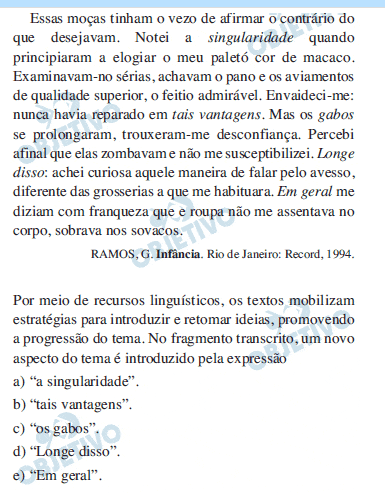 Essas moças tinham o vezo de afirmar o contrário do
que desejavam. Notei a singularidade quando
principiaram a elogiar o meu paletó cor de macaco.
Examinavam-no sérias, achavam o pano e os aviamentos
de qualidade superior, o feitio admirável. Envaideci-me:
nunca havia reparado em tais vantagens. Mas os gabos
se prolongaram, trouxeram-me desconfiança. Percebi
afinal que elas zombavam e não me susceptibilizei. Longe
disso: achei curiosa aquele maneira de falar pelo avesso,
diferente das grosserias a que me habituara. Em geral me
diziam com franqueza que e roupa não me assentava no
corpo, sobrava nos sovacos.
RAMOS, G. Infância. Rio de Janeiro: Record, 1994.
Por meio de recursos linguísticos, os textos mobilizam
estratégias para introduzir e retomar ideias, promovendo
a progressão do tema. No fragmento transcrito, um novo
aspecto do tema é introduzido pela expressão
a) “a singularidade”.
b) “tais vantagens”.
c) “os gabos”.
d) “Longe disso”.
e) “Em geral”.
OBJETIVO
OBJETIVO
OBJETIVO
OBJETIVO
OBJETIVO